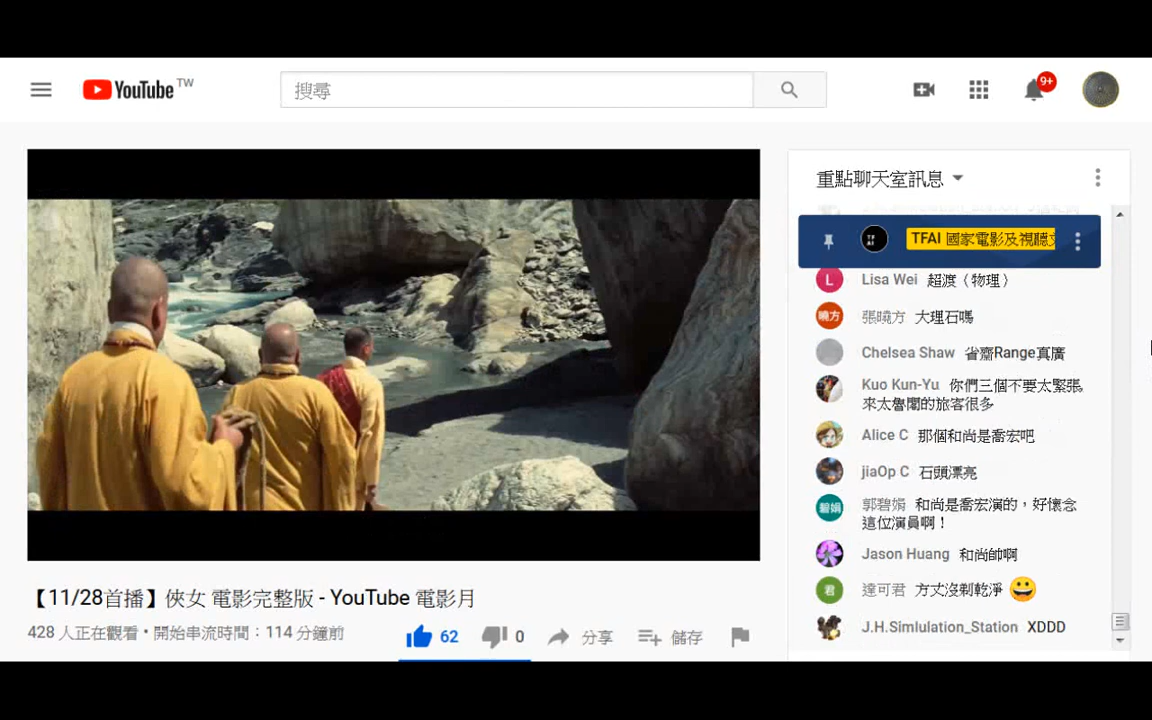 YouTube TW
搜尋
9+
重點聊天室訊息
TFAI 國家電影及視聽文
L Lisa Wei 超渡（物理）
曉方 張曉方 大理石嗎
Chelsea Shaw 省齋Range真廣
Kuo Kun-Yu 你們三個不要太緊張,
來太魯閣的旅客很多
Alice C 那個和尚是喬宏吧
jiaOp C 石頭漂亮
碧娟 郭碧娟 和尚是喬宏演的，好懷念
這位演員啊！
Jason Huang 和尚帥啊
君 達可君 方丈沒剃乾淨
J.H.Simlulation_Station XDDD
【11/28首播】俠女 電影完整版 - YouTube 電影月
428 人正在觀看 • 開始串流時間：114 分鐘前
62
0
分享
儲存